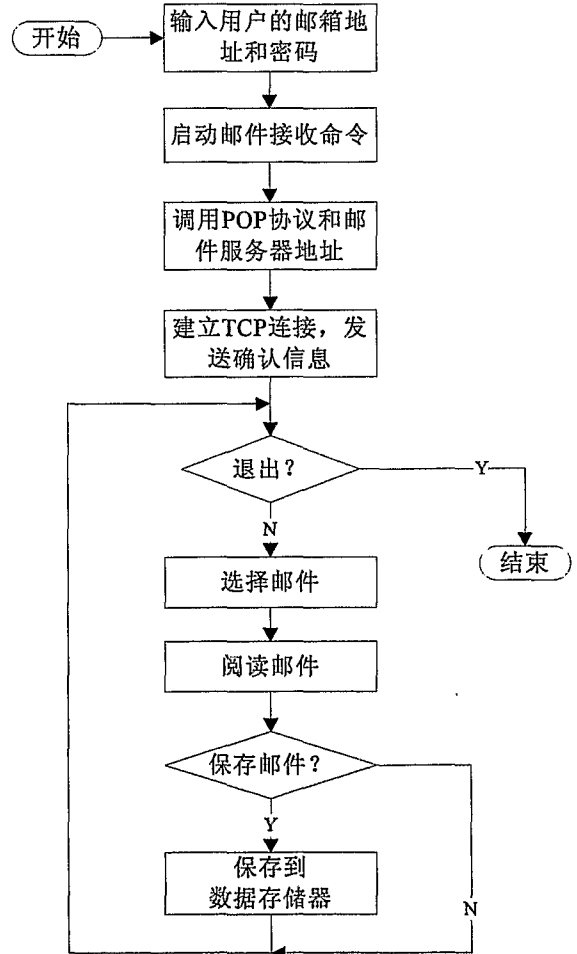 开始
输入用户的邮箱地
址和密码
启动邮件接收命令
调用POP协议和邮
件服务器地址
建立TCP连接，发
送确认信息
退出？
Y
N
结束
选择邮件
阅读邮件
保存邮件？
Y
保存到
数据存储器
N